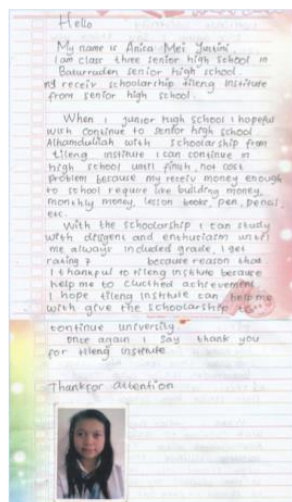 Hello
My name is Anica Mei Yustini.
I am class three senior high school in
Baturraden senior high school.
receiv schoolarship tileng institute
from senior high school.
When I junior high school I hopeful
with continue to senior high school
Alhamdulilah with schoolarship from
tileng institute I can continue in
high school until finish, not cost
problem because my receiv money enough
to school require like building money,
monthly money, lesson books, pen, pencil,
etc.
With the schoolarship I can study
with diligent and enthuriasm until
me always included grade, I get
rating 7 because reason that
I thankful to tileng institute because
help me to cluched achievement.
I hope tileng institute can help me
with give the schoolarship to
continue university.
Once again I say thank you
for tileng institute
Thank for attention